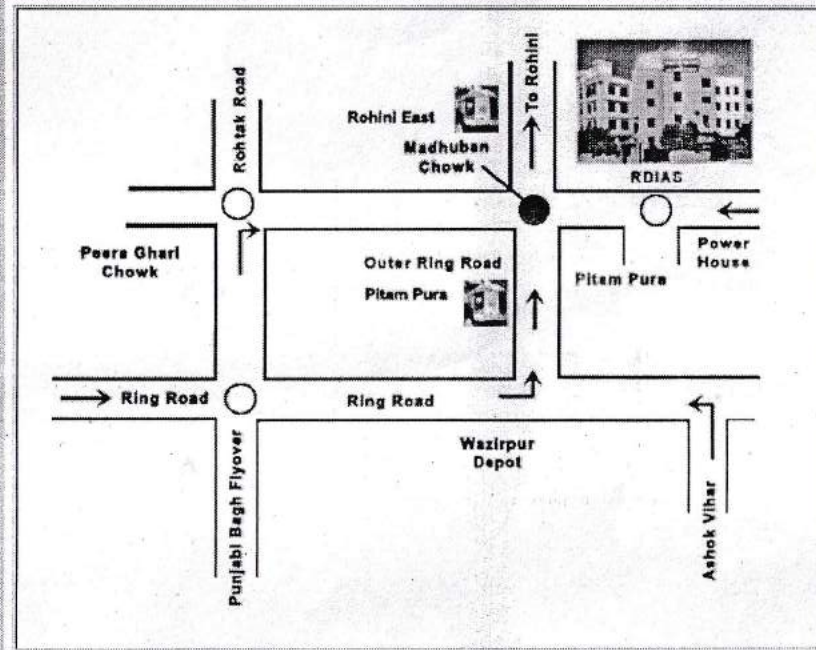 Rohtak Road
To Rohini
Rohini East
Madhuban
Chowk
RDIAS
Peera Ghari
Chowk
Outer Ring Road
Pitam Pura
Pitam Pura
Power
House
Ring Road
Ring Road
Wazirpur
Depot
Punjabi Bagh Flyover
Ashok Vihar